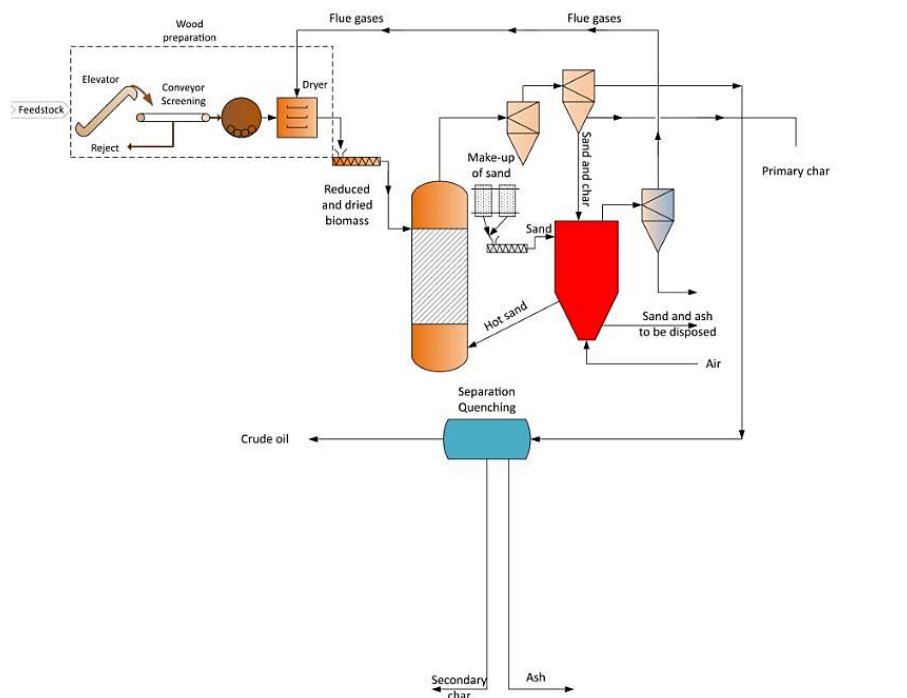 Flue gases
Flue gases
Wood
preparation
Elevator
Conveyor
Screening
Dryer
Feedstock
Reject
Make-up
of sand
Sand and char
Primary char
Reduced
and dried
biomass
Sand
Hot sand
Sand and ash
to be disposed
Air
Separation
Quenching
Crude oil
Secondary
char
Ash